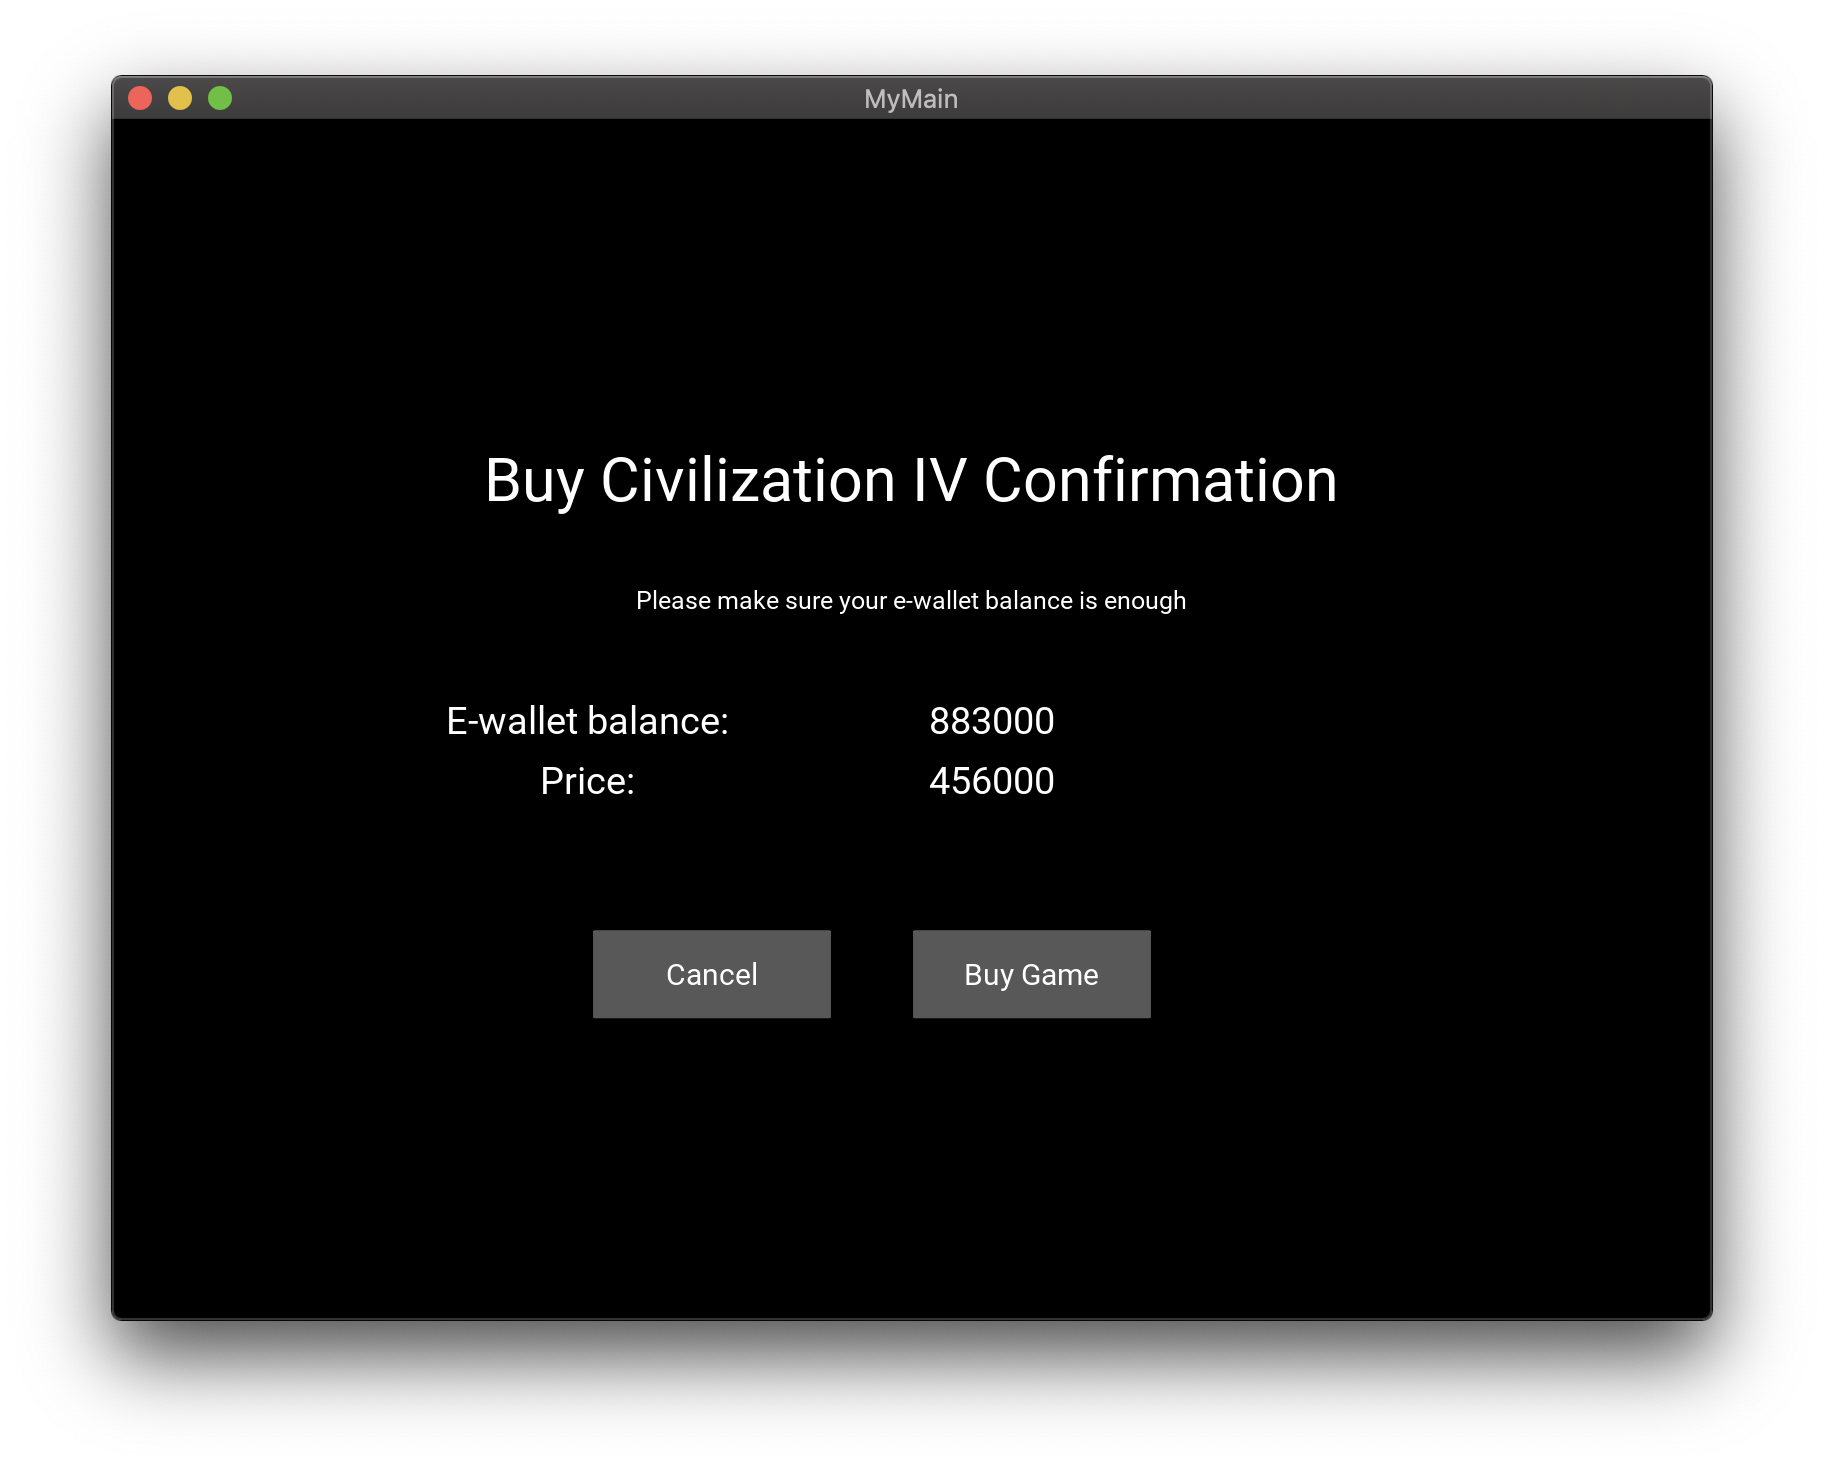 MyMain
Buy Civilization IV Confirmation
Please make sure your e-wallet balance is enough
E-wallet balance: 883000
Price: 456000
Cancel Buy Game